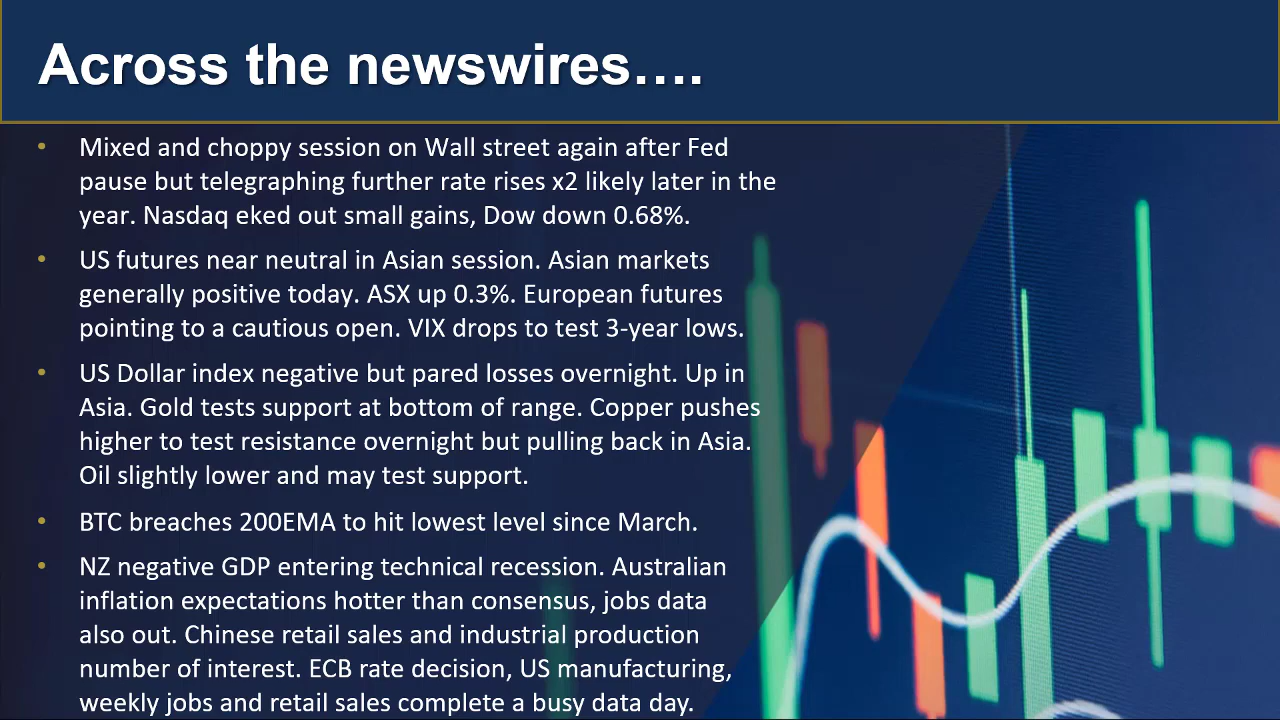 Across the newswires….
• Mixed and choppy session on Wall street again after Fed
pause but telegraphing further rate rises x2 likely later in the
year. Nasdaq eked out small gains, Dow down 0.68%.
• US futures near neutral in Asian session. Asian markets
generally positive today. ASX up 0.3%. European futures
pointing to a cautious open. VIX drops to test 3-year lows.
• US Dollar index negative but pared losses overnight. Up in
Asia. Gold tests support at bottom of range. Copper pushes
higher to test resistance overnight but pulling back in Asia.
Oil slightly lower and may test support.
• BTC breaches 200EMA to hit lowest level since March.
• NZ negative GDP entering technical recession. Australian
inflation expectations hotter than consensus, jobs data
also out. Chinese retail sales and industrial production
number of interest. ECB rate decision, US manufacturing,
weekly jobs and retail sales complete a busy data day.